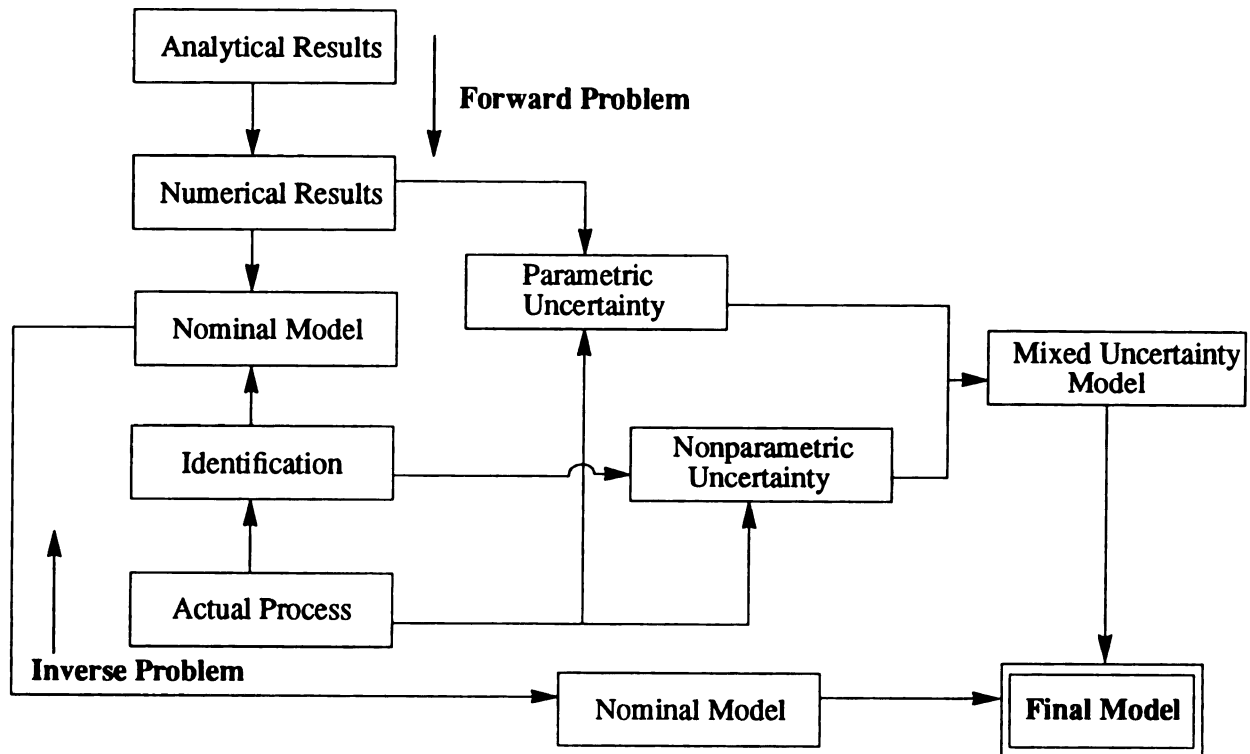 Analytical Results
Forward Problem
Numerical Results
Parametric
Uncertainty
Nominal Model
Mixed Uncertainty
Model
Identification
Nonparametric
Uncertainty
Actual Process
Inverse Problem
Nominal Model
Final Model